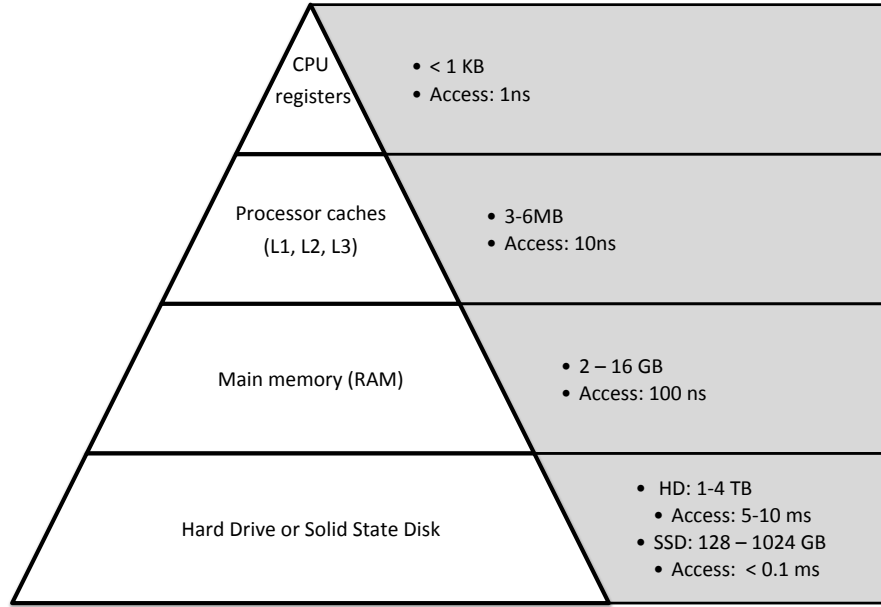 CPU
registers
• < 1 KB
• Access: 1ns
Processor caches
(L1, L2, L3)
• 3-6MB
• Access: 10ns
Main memory (RAM)
• 2 – 16 GB
• Access: 100 ns
Hard Drive or Solid State Disk
• HD: 1-4 TB
• Access: 5-10 ms
• SSD: 128 – 1024 GB
• Access: < 0.1 ms